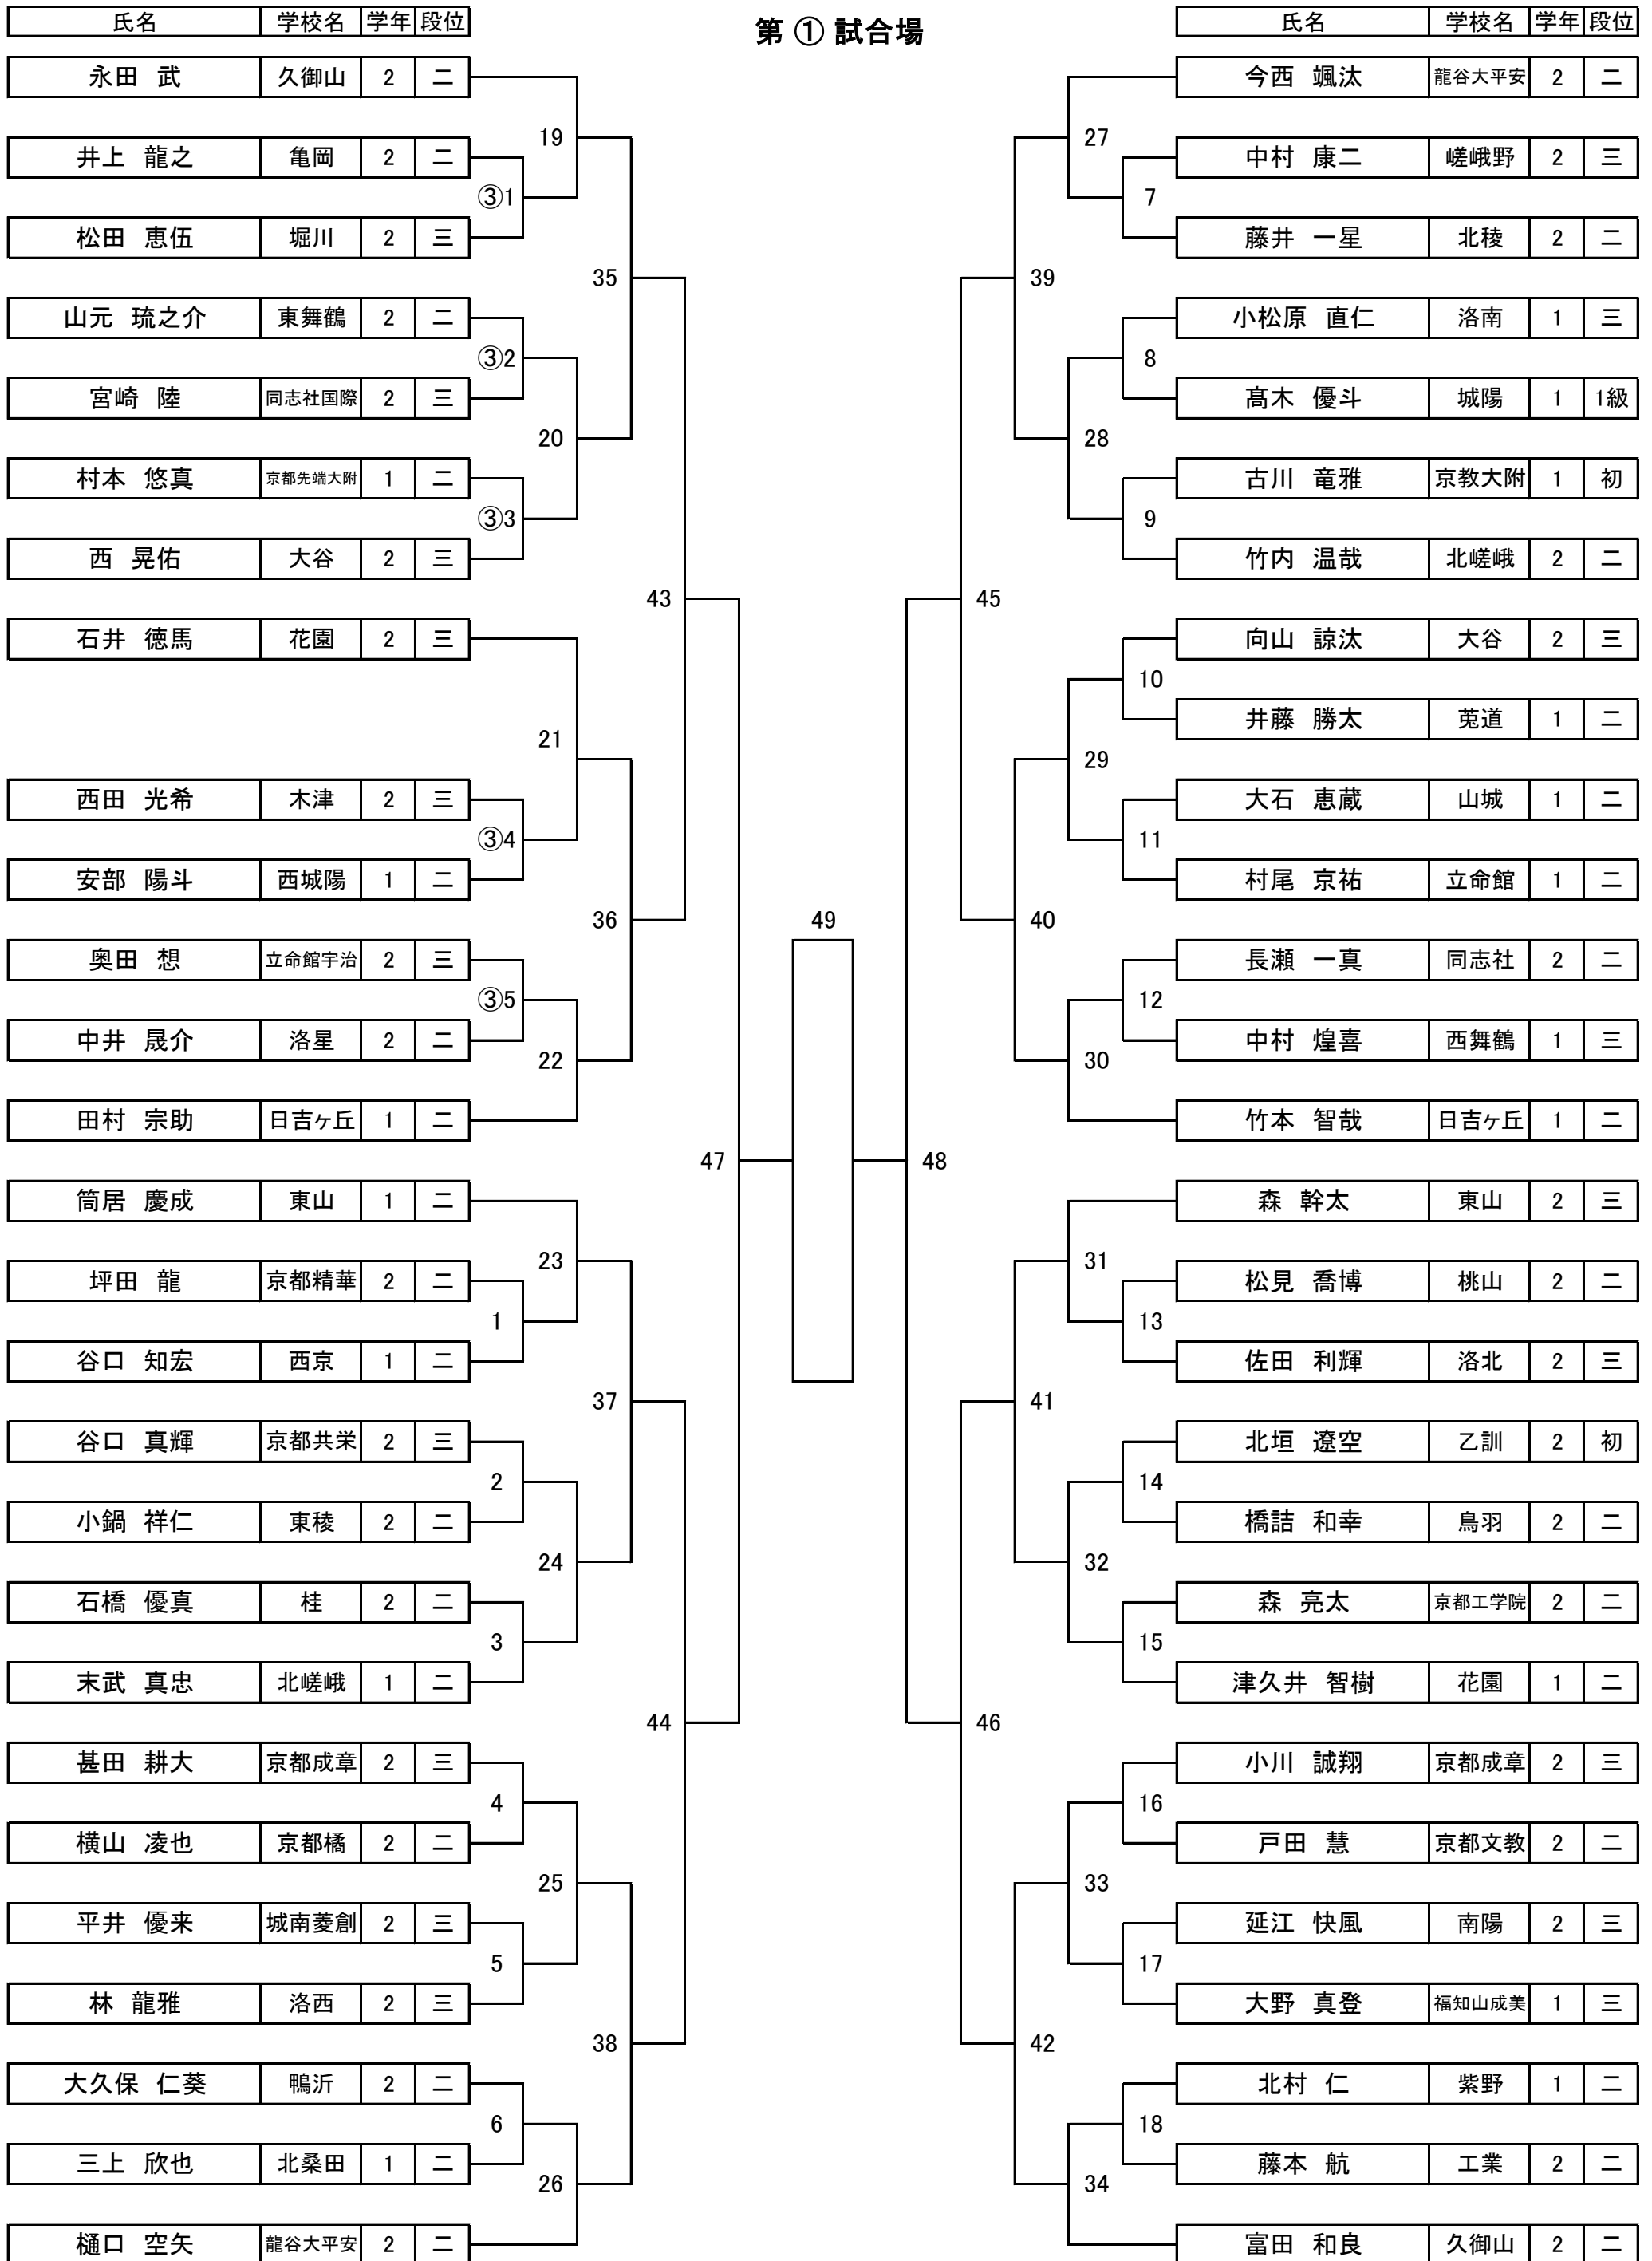 第 ① 試合場
氏名 学校名 学年 段位
永田 武 久御山 2 二
19
井上 龍之 亀岡 2 二
③1
松田 恵伍 堀川 2 三
35
山元 琉之介 東舞鶴 2 二
③2
宮崎 陸 同志社国際 2 三
20
村本 悠真 京都先端大附 1 二
③3
西 晃佑 大谷 2 三
43
石井 徳馬 花園 2 三
21
西田 光希 木津 2 三
③4
安部 陽斗 西城陽 1 二
36
奥田 想 立命館宇治 2 三
③5
中井 晟介 洛星 2 二
22
田村 宗助 日吉ヶ丘 1 二
47
筒居 慶成 東山 1 二
23
坪田 龍 京都精華 2 二
1
谷口 知宏 西京 1 二
37
谷口 真輝 京都共栄 2 三
2
小鍋 祥仁 東稜 2 二
24
石橋 優真 桂 2 二
3
末武 真忠 北嵯峨 1 二
44
甚田 耕大 京都成章 2 三
4
横山 凌也 京都橘 2 二
25
平井 優来 城南菱創 2 三
5
林 龍雅 洛西 2 三
38
大久保 仁葵 鴨沂 2 二
6
三上 欣也 北桑田 1 二
26
樋口 空矢 龍谷大平安 2 二
49
氏名 学校名 学年 段位
今西 颯汰 龍谷大平安 2 二
27
中村 康二 嵯峨野 2 三
7
藤井 一星 北稜 2 二
39
小松原 直仁 洛南 1 三
8
髙木 優斗 城陽 1 1級
28
古川 竜雅 京教大附 1 初
9
竹内 温哉 北嵯峨 2 二
45
向山 諒汰 大谷 2 三
10
井藤 勝太 莵道 1 二
29
大石 恵蔵 山城 1 二
11
村尾 京祐 立命館 1 二
40
長瀬 一真 同志社 2 二
12
中村 煌喜 西舞鶴 1 三
30
竹本 智哉 日吉ヶ丘 1 二
48
森 幹太 東山 2 三
31
松見 喬博 桃山 2 二
13
佐田 利輝 洛北 2 三
41
北垣 遼空 乙訓 2 初
14
橋詰 和幸 鳥羽 2 二
32
森 亮太 京都工学院 2 二
15
津久井 智樹 花園 1 二
46
小川 誠翔 京都成章 2 三
16
戸田 慧 京都文教 2 二
33
延江 快風 南陽 2 三
17
大野 真登 福知山成美 1 三
42
北村 仁 紫野 1 二
18
藤本 航 工業 2 二
34
富田 和良 久御山 2 二